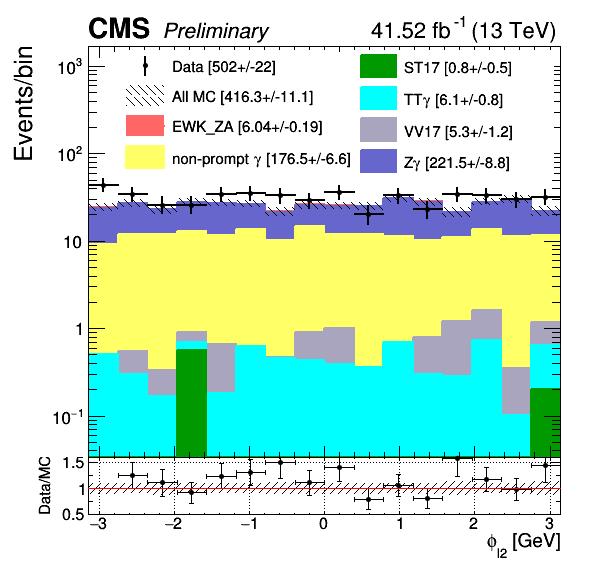 CMS Preliminary 41.52 fb⁻¹ (13 TeV)
Events/bin
Data [502+/-22]
All MC [416.3+/-11.1]
EWK_ZA [6.04+/-0.19]
non-prompt γ [176.5+/-6.6]
ST17 [0.8+/-0.5]
TTγ [6.1+/-0.8]
VV17 [5.3+/-1.2]
Zγ [221.5+/-8.8]
10³
10²
10
1
10⁻¹
Data/MC
1.5
1
0.5
−3 −2 −1 0 1 2 3
ϕl2 [GeV]